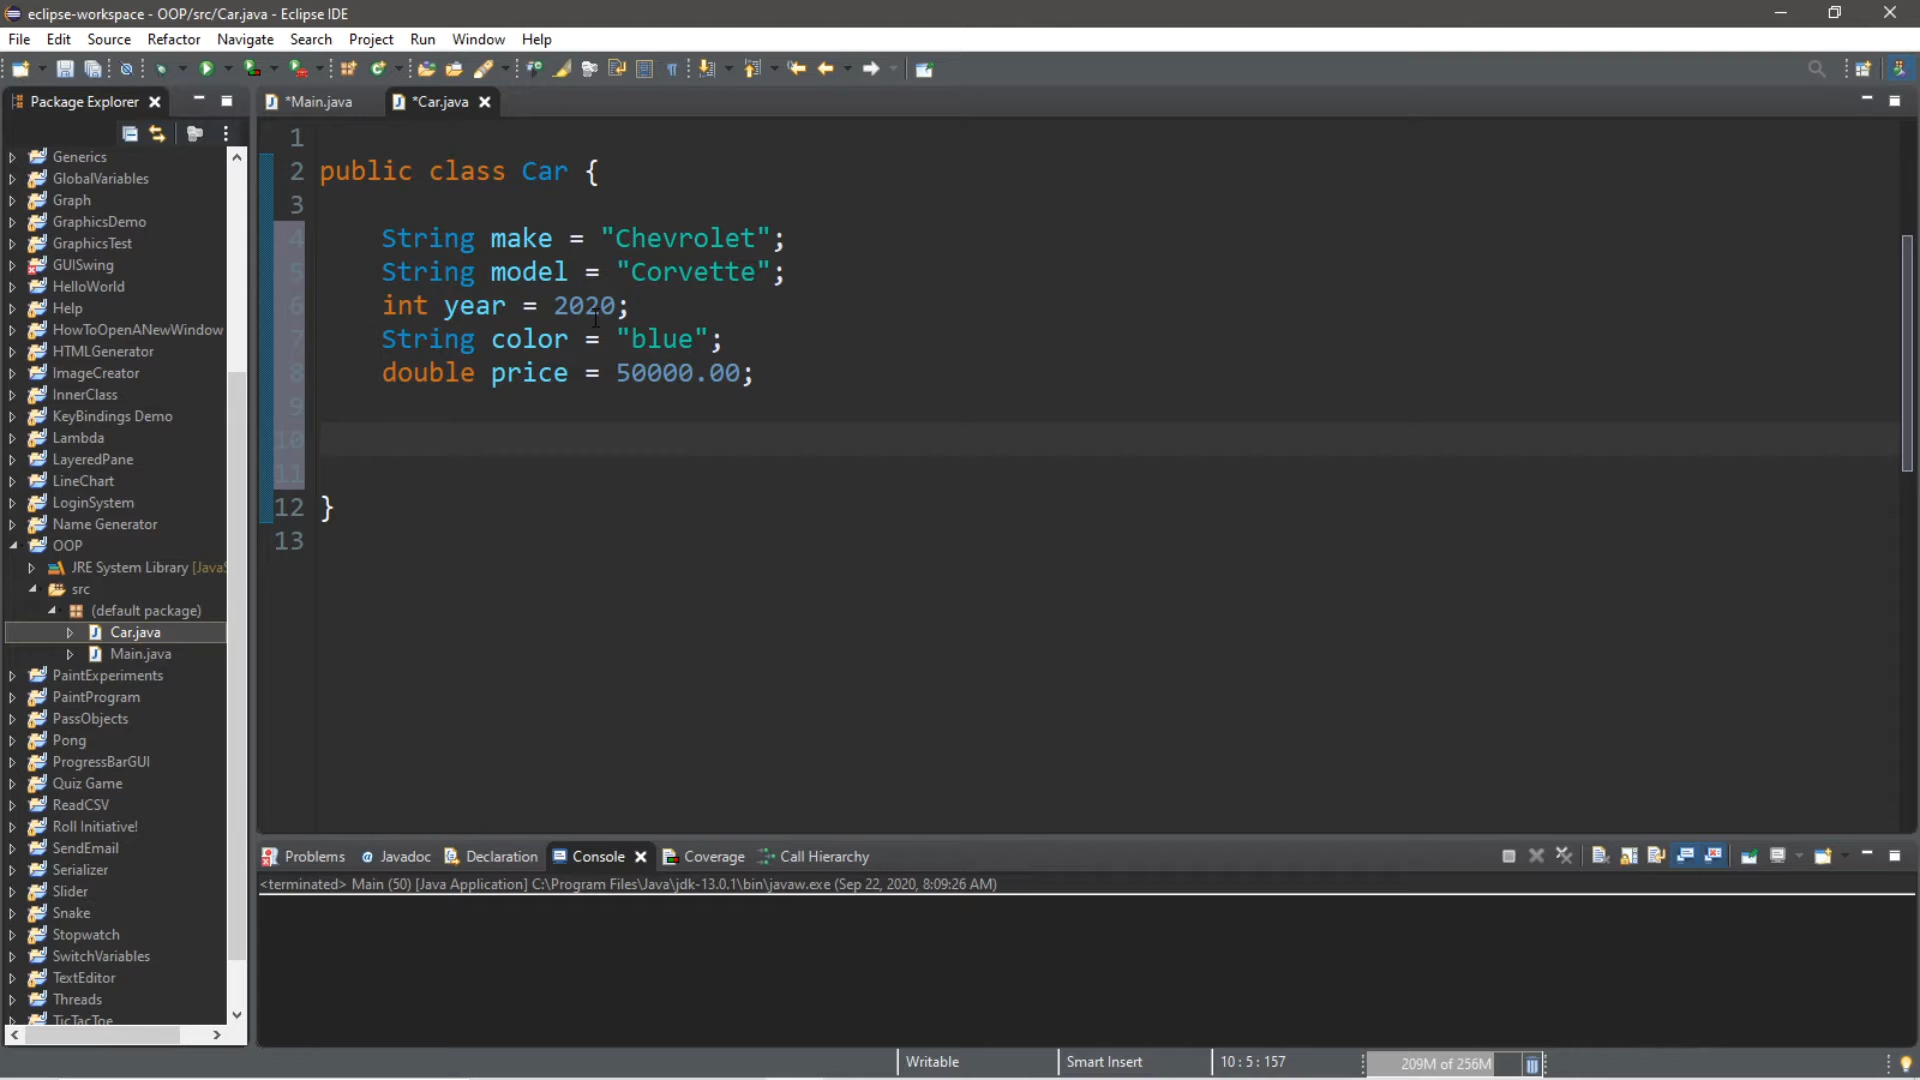 eclipse-workspace - OOP/src/Car.java - Eclipse IDE
File Edit Source Refactor Navigate Search Project Run Window Help
Package Explorer
*Main.java
*Car.java
Generics
GlobalVariables
Graph
GraphicsDemo
GraphicsTest
GUISwing
HelloWorld
Help
HowToOpenANewWindow
HTMLGenerator
ImageCreator
InnerClass
KeyBindings Demo
Lambda
LayeredPane
LineChart
LoginSystem
Name Generator
OOP
JRE System Library [JavaS
src
(default package)
Car.java
Main.java
PaintExperiments
PaintProgram
PassObjects
Pong
ProgressBarGUI
Quiz Game
ReadCSV
Roll Initiative!
SendEmail
Serializer
Slider
Snake
Stopwatch
SwitchVariables
TextEditor
Threads
TicTacToe
1
2 public class Car {
3
4 String make = "Chevrolet";
5 String model = "Corvette";
6 int year = 2020;
7 String color = "blue";
8 double price = 50000.00;
9
10
11
12 }
13
Problems Javadoc Declaration Console Coverage Call Hierarchy
<terminated> Main (50) [Java Application] C:\Program Files\Java\jdk-13.0.1\bin\javaw.exe (Sep 22, 2020, 8:09:26 AM)
Writable Smart Insert 10 : 5 : 157 209M of 256M